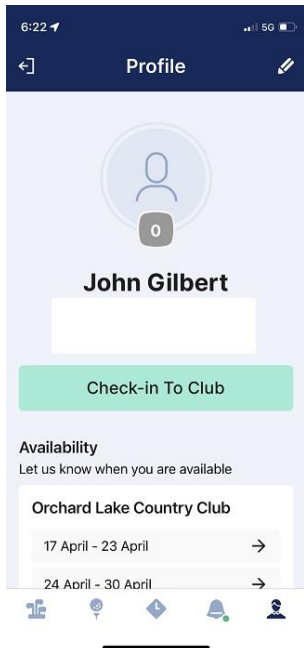 6:22
5G
Profile
0
John Gilbert
Check-in To Club
Availability
Let us know when you are available
Orchard Lake Country Club
17 April - 23 April
24 April - 30 April